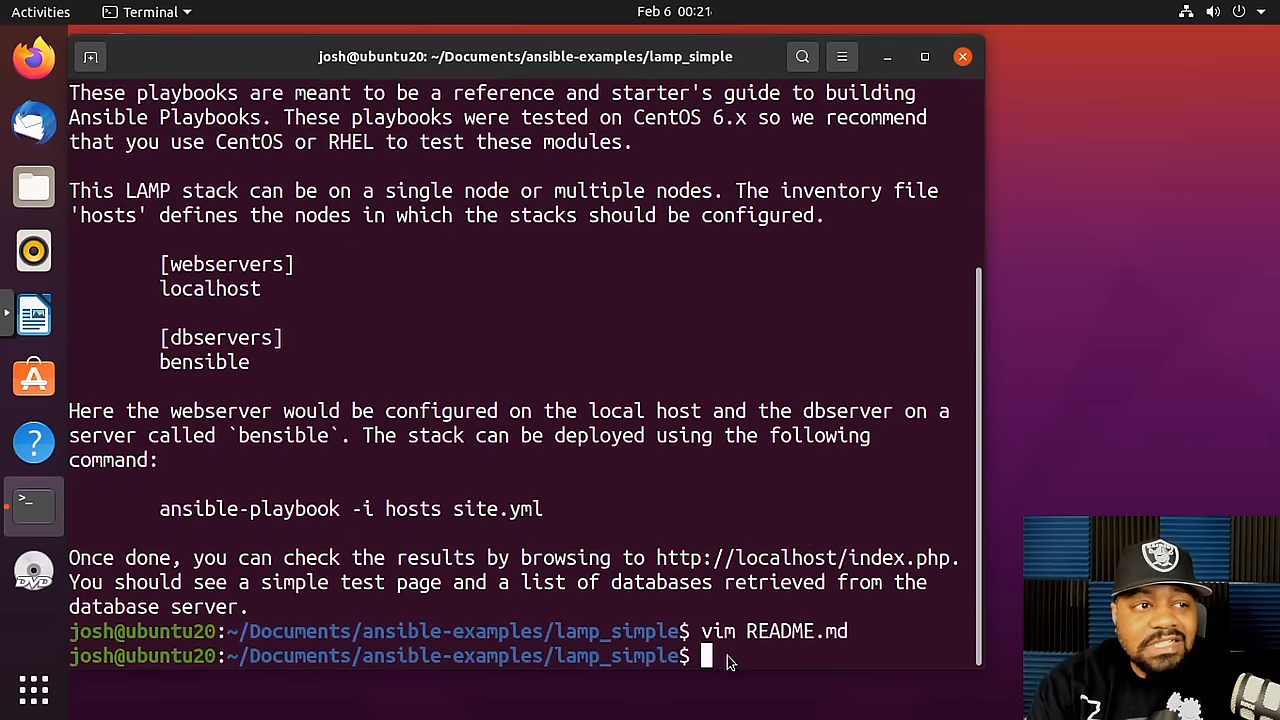 Activities
Terminal
Feb 6 00:21
josh@ubuntu20: ~/Documents/ansible-examples/lamp_simple
These playbooks are meant to be a reference and starter's guide to building
Ansible Playbooks. These playbooks were tested on CentOS 6.x so we recommend
that you use CentOS or RHEL to test these modules.
This LAMP stack can be on a single node or multiple nodes. The inventory file
'hosts' defines the nodes in which the stacks should be configured.
[webservers]
localhost
[dbservers]
bensible
Here the webserver would be configured on the local host and the dbserver on a
server called `bensible`. The stack can be deployed using the following
command:
ansible-playbook -i hosts site.yml
Once done, you can check the results by browsing to http://localhost/index.php.
You should see a simple test page and a list of databases retrieved from the
database server.
josh@ubuntu20:~/Documents/ansible-examples/lamp_simple$ vim README.md
josh@ubuntu20:~/Documents/ansible-examples/lamp_simple$
DVD